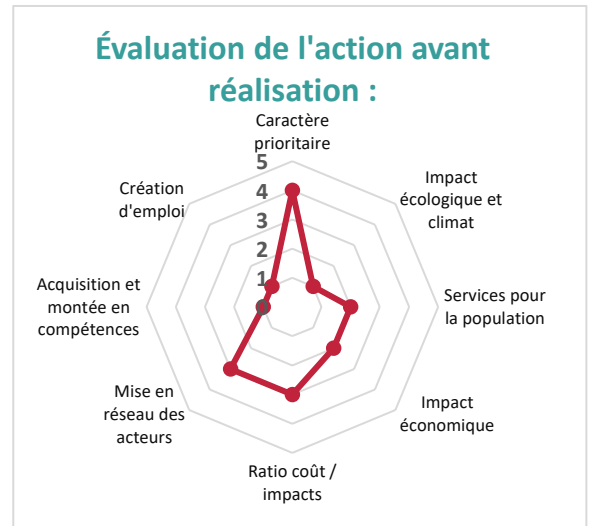 Évaluation de l'action avant
réalisation :
Caractère
prioritaire
Impact
écologique et
climat
Services pour
la population
Impact
économique
Ratio coût /
impacts
Mise en
réseau des
acteurs
Acquisition et
montée en
compétences
Création
d'emploi
5
4
3
2
1
0